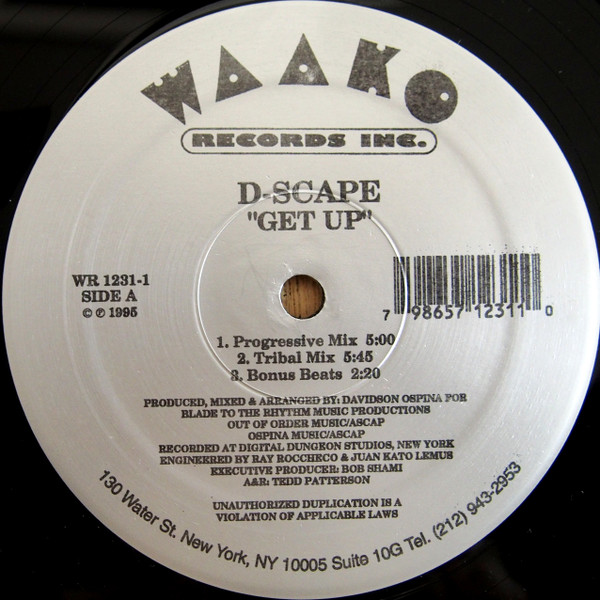 WAAKO
RECORDS INC.
D-SCAPE
"GET UP"
WR 1231-1
SIDE A
© ℗ 1995
7 98657 12311 0
1. Progressive Mix 5:00
2. Tribal Mix 5:45
3. Bonus Beats 2:20
PRODUCED, MIXED & ARRANGED BY: DAVIDSON OSPINA FOR
BLADE TO THE RHYTHM MUSIC PRODUCTIONS
OUT OF ORDER MUSIC/ASCAP
OSPINA MUSIC/ASCAP
RECORDED AT DIGITAL DUNGEON STUDIOS, NEW YORK
ENGINEERED BY RAY ROCCHECO & JUAN KATO LEMUS
EXECUTIVE PRODUCER: BOB SHAMI
A&R: TEDD PATTERSON
UNAUTHORIZED DUPLICATION IS A
VIOLATION OF APPLICABLE LAWS
130 Water St. New York, NY 10005 Suite 10G Tel. (212) 943-2953